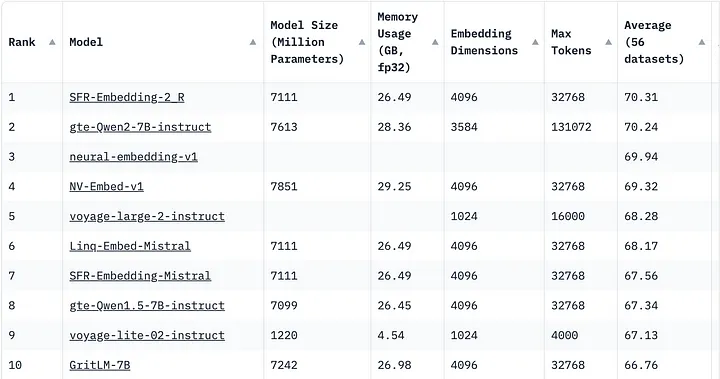 Rank Model Model Size (Million Parameters) Memory Usage (GB, fp32) Embedding Dimensions Max Tokens Average (56 datasets)
1 SFR-Embedding-2_R 7111 26.49 4096 32768 70.31
2 gte-Qwen2-7B-instruct 7613 28.36 3584 131072 70.24
3 neural-embedding-v1 69.94
4 NV-Embed-v1 7851 29.25 4096 32768 69.32
5 voyage-large-2-instruct 1024 16000 68.28
6 Linq-Embed-Mistral 7111 26.49 4096 32768 68.17
7 SFR-Embedding-Mistral 7111 26.49 4096 32768 67.56
8 gte-Qwen1.5-7B-instruct 7099 26.45 4096 32768 67.34
9 voyage-lite-02-instruct 1220 4.54 1024 4000 67.13
10 GritLM-7B 7242 26.98 4096 32768 66.76